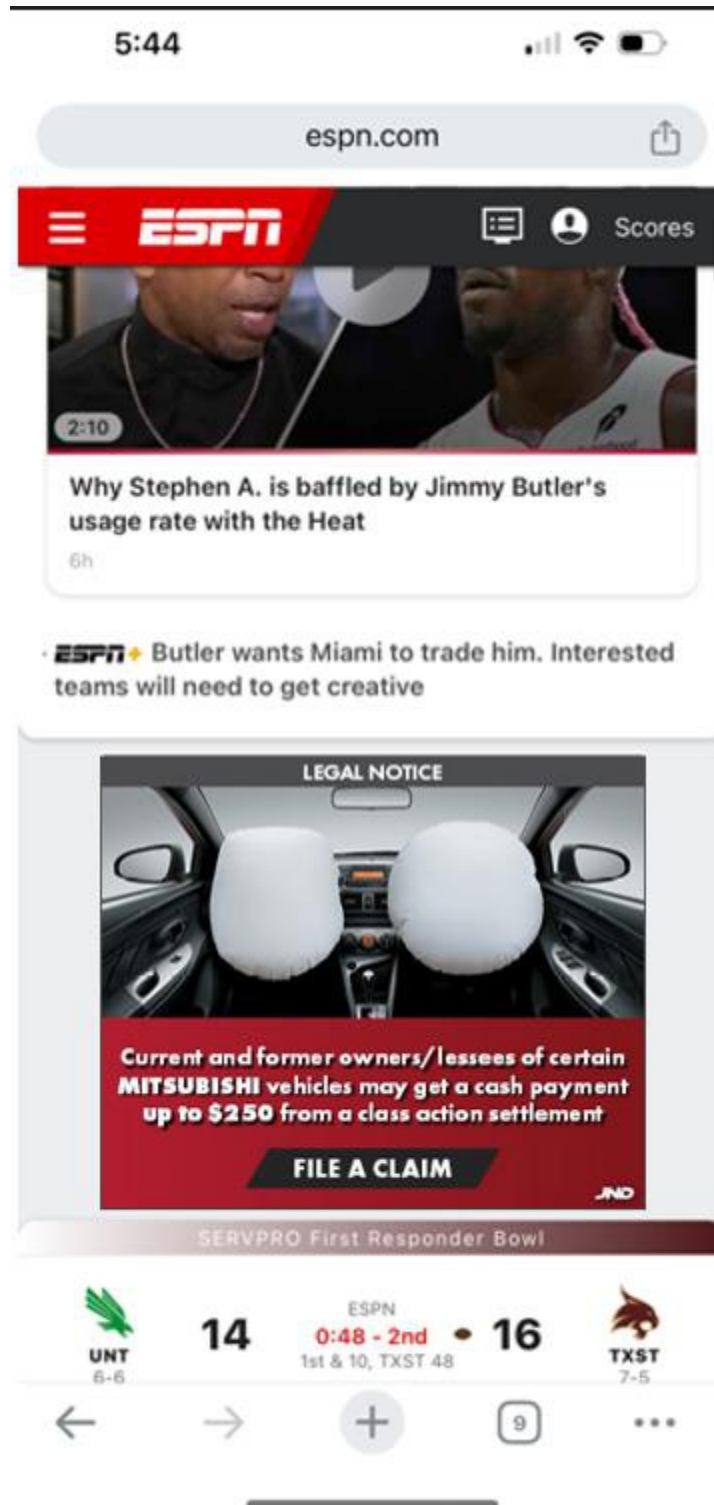 5:44
espn.com
ESPN
Scores
2:10
Why Stephen A. is baffled by Jimmy Butler's
usage rate with the Heat
6h
· ESPN+ Butler wants Miami to trade him. Interested
teams will need to get creative
LEGAL NOTICE
Current and former owners/lessees of certain
MITSUBISHI vehicles may get a cash payment
up to $250 from a class action settlement
FILE A CLAIM
JND
SERVPRO First Responder Bowl
ESPN
14 0:48 - 2nd 16
UNT 1st & 10, TXST 48 TXST
6-6 7-5
9